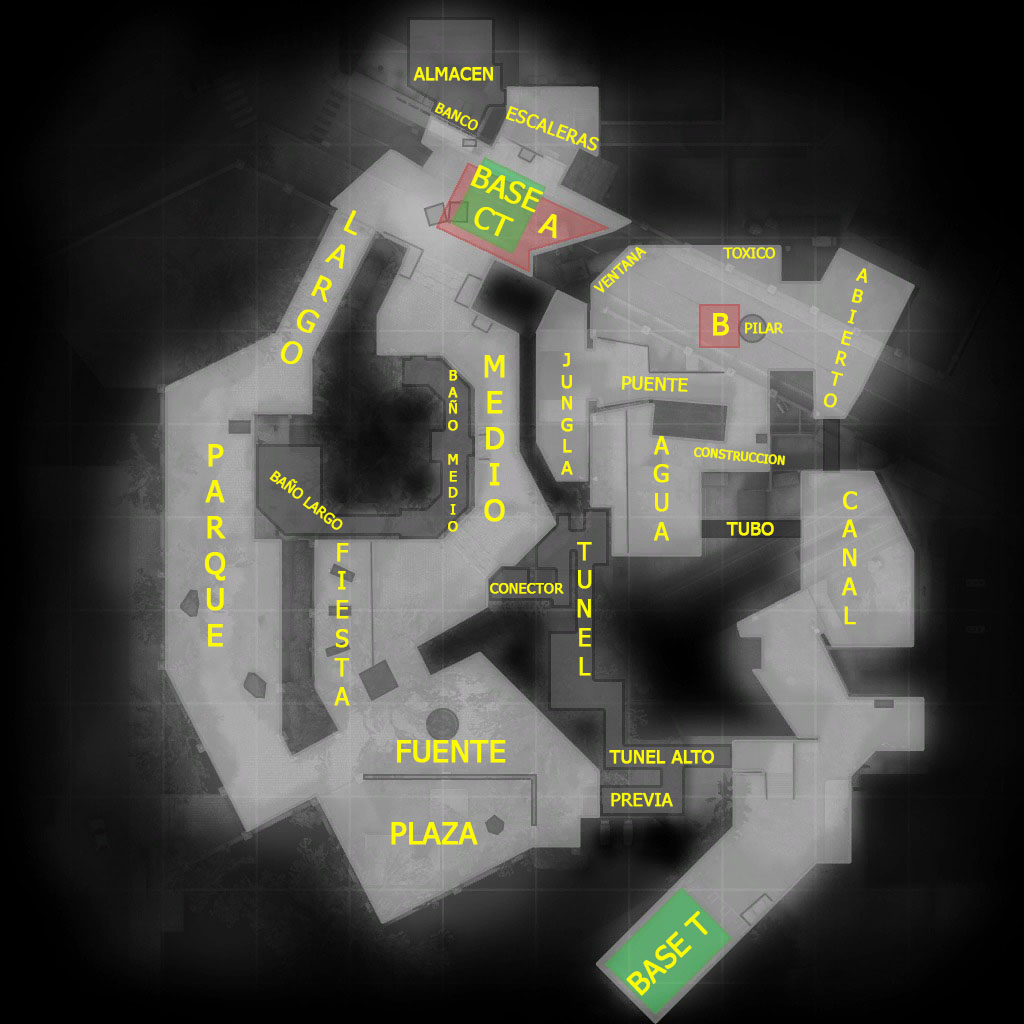 ALMACEN
BANCO
ESCALERAS
BASE
CT
A
LARGO
VENTANA
TOXICO
ABIERTO
B
PILAR
JUNGLA
PUENTE
MEDIO
BAÑO MEDIO
PARQUE
BAÑO LARGO
AGUA
CONSTRUCCION
TUBO
CANAL
FIESTA
CONECTOR
TUNEL
FUENTE
TUNEL ALTO
PREVIA
PLAZA
BASE T